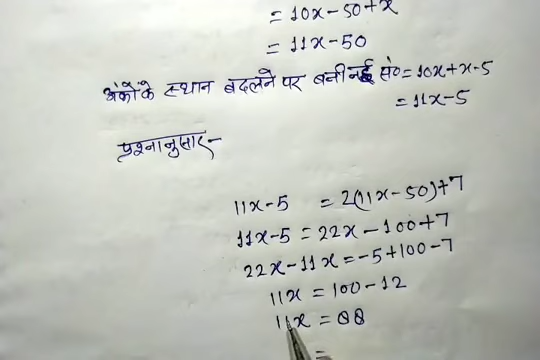 = 10x - 50 + x
= 11x - 50
अंकों के स्थान बदलने पर बनी नई सं० = 10x + x - 5
= 11x - 5
प्रश्नानुसार -
11x - 5 = 2(11x - 50) + 7
11x - 5 = 22x - 100 + 7
22x - 11x = -5 + 100 - 7
11x = 100 - 12
11x = 88
=